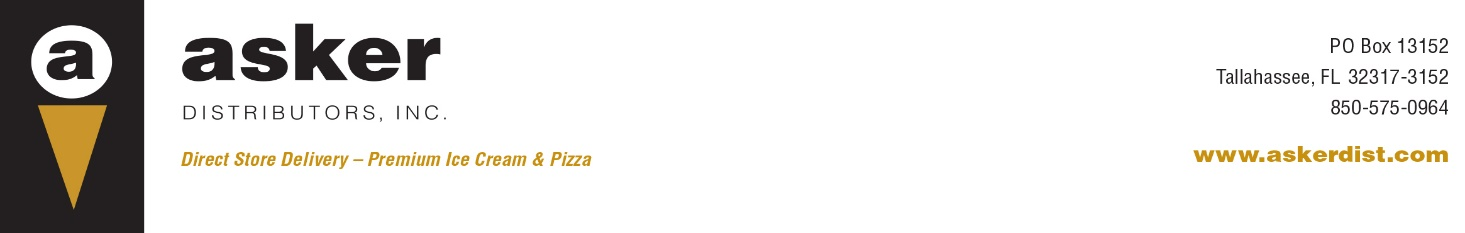 a
asker
DISTRIBUTORS, INC.
Direct Store Delivery – Premium Ice Cream & Pizza
PO Box 13152
Tallahassee, FL 32317-3152
850-575-0964
www.askerdist.com